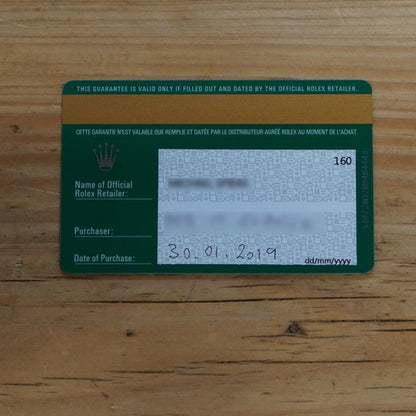 THIS GUARANTEE IS VALID ONLY IF FILLED OUT AND DATED BY THE OFFICIAL ROLEX RETAILER.
CETTE GARANTIE N'EST VALABLE QUE REMPLIE ET DATÉE PAR LE DISTRIBUTEUR AGRÉÉ ROLEX AU MOMENT DE L'ACHAT.
160
Name of Official
Rolex Retailer:
Purchaser:
Date of Purchase: 30.01.2019
dd/mm/yyyy